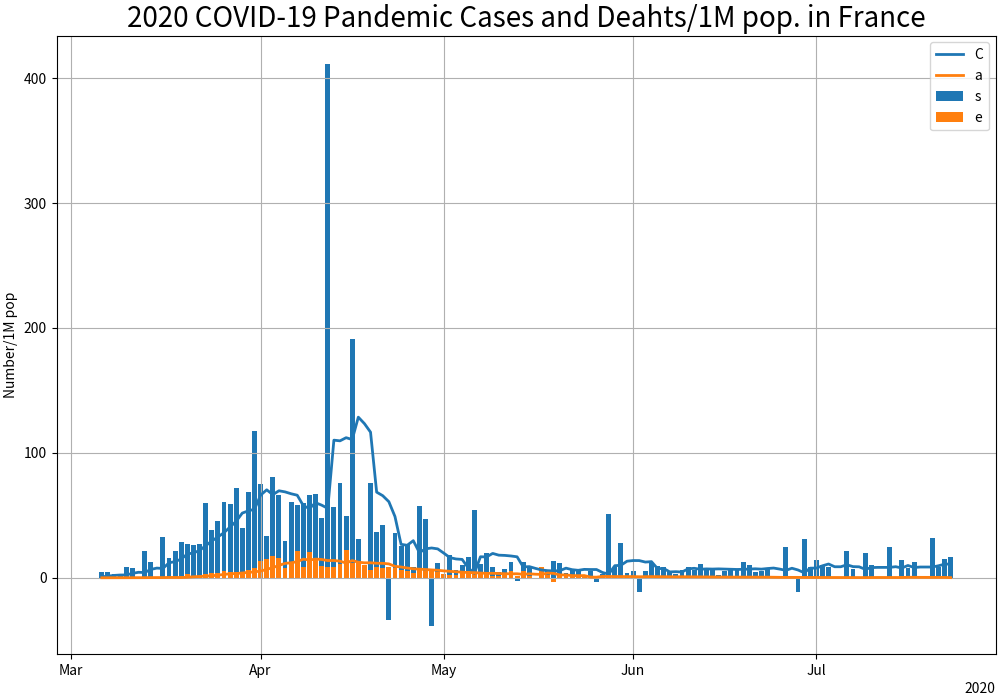 2020 COVID-19 Pandemic Cases and Deahts/1M pop. in France
C
a
s
e
Number/1M pop
400
300
200
100
0
Mar
Apr
May
Jun
Jul
2020